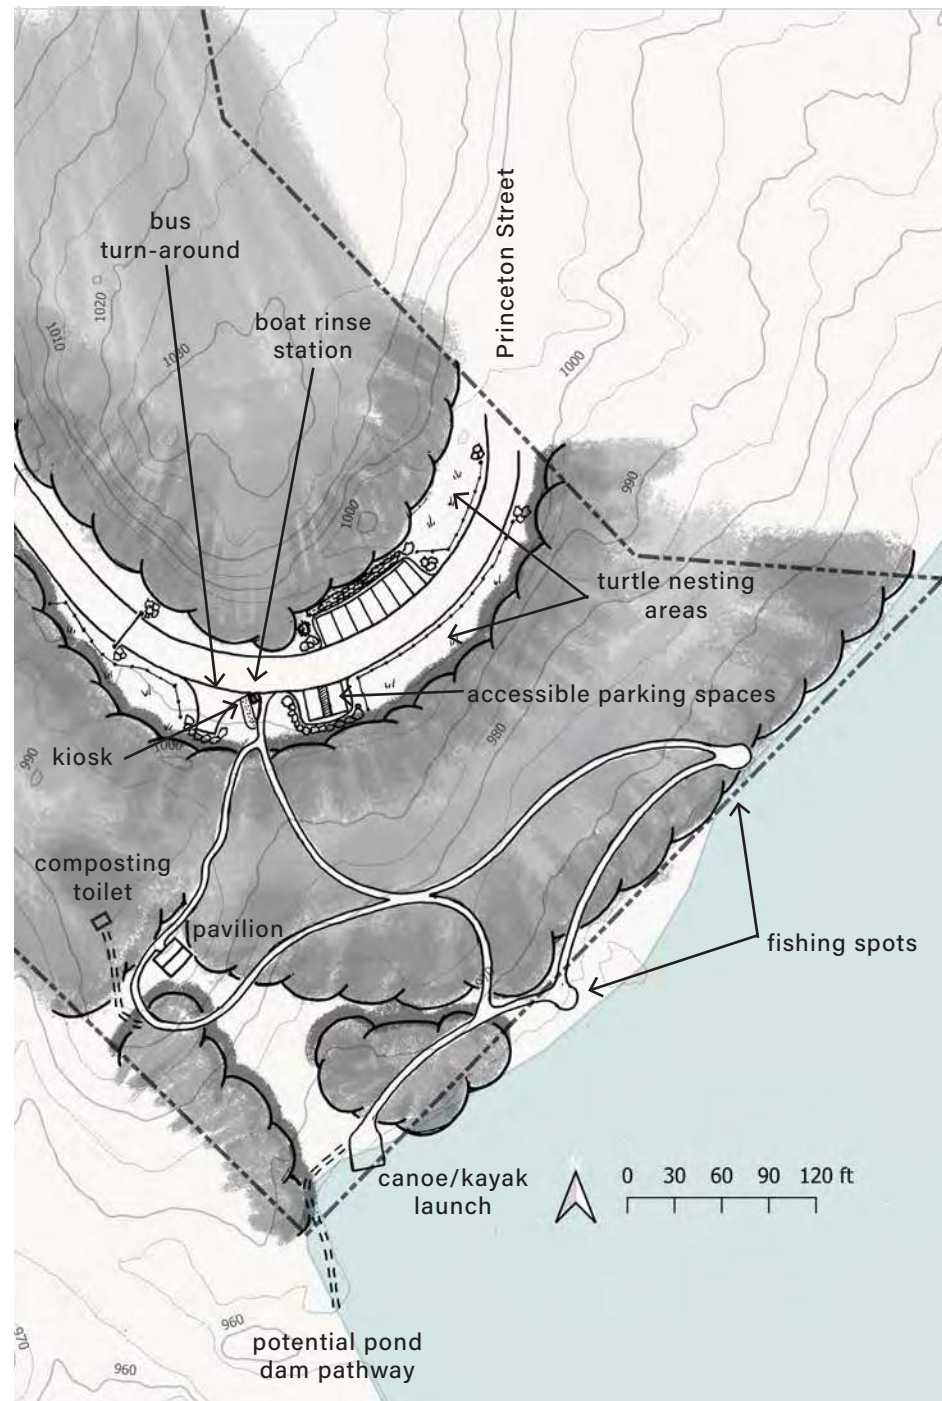 bus
turn-around
Princeton Street
boat rinse
station
1020
1010
1000
1000
990
1000
turtle nesting
areas
accessible parking spaces
980
kiosk
1000
990
composting
toilet
pavilion
fishing spots
canoe/kayak
launch
0 30 60 90 120 ft
960
970
960
potential pond
dam pathway